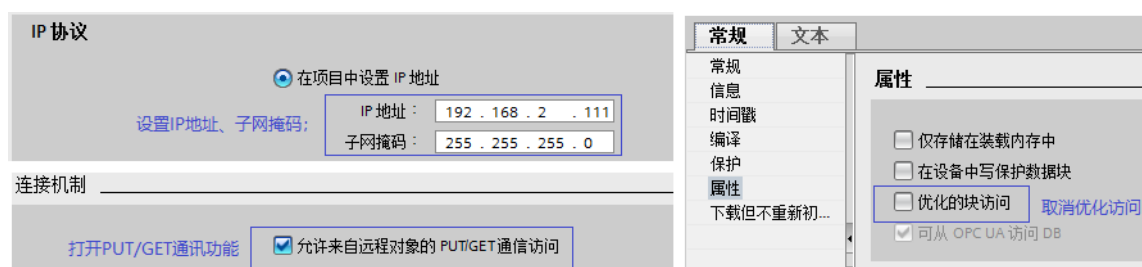 IP 协议
在项目中设置 IP 地址
设置IP地址、子网掩码;
IP 地址: 192 . 168 . 2 . 111
子网掩码: 255 . 255 . 255 . 0
连接机制
打开PUT/GET通讯功能
允许来自远程对象的 PUT/GET 通信访问
常规 文本
常规
信息
时间戳
编译
保护
属性
下载但不重新初...
属性
仅存储在装载内存中
在设备中写保护数据块
优化的块访问 取消优化访问
可从 OPC UA 访问 DB